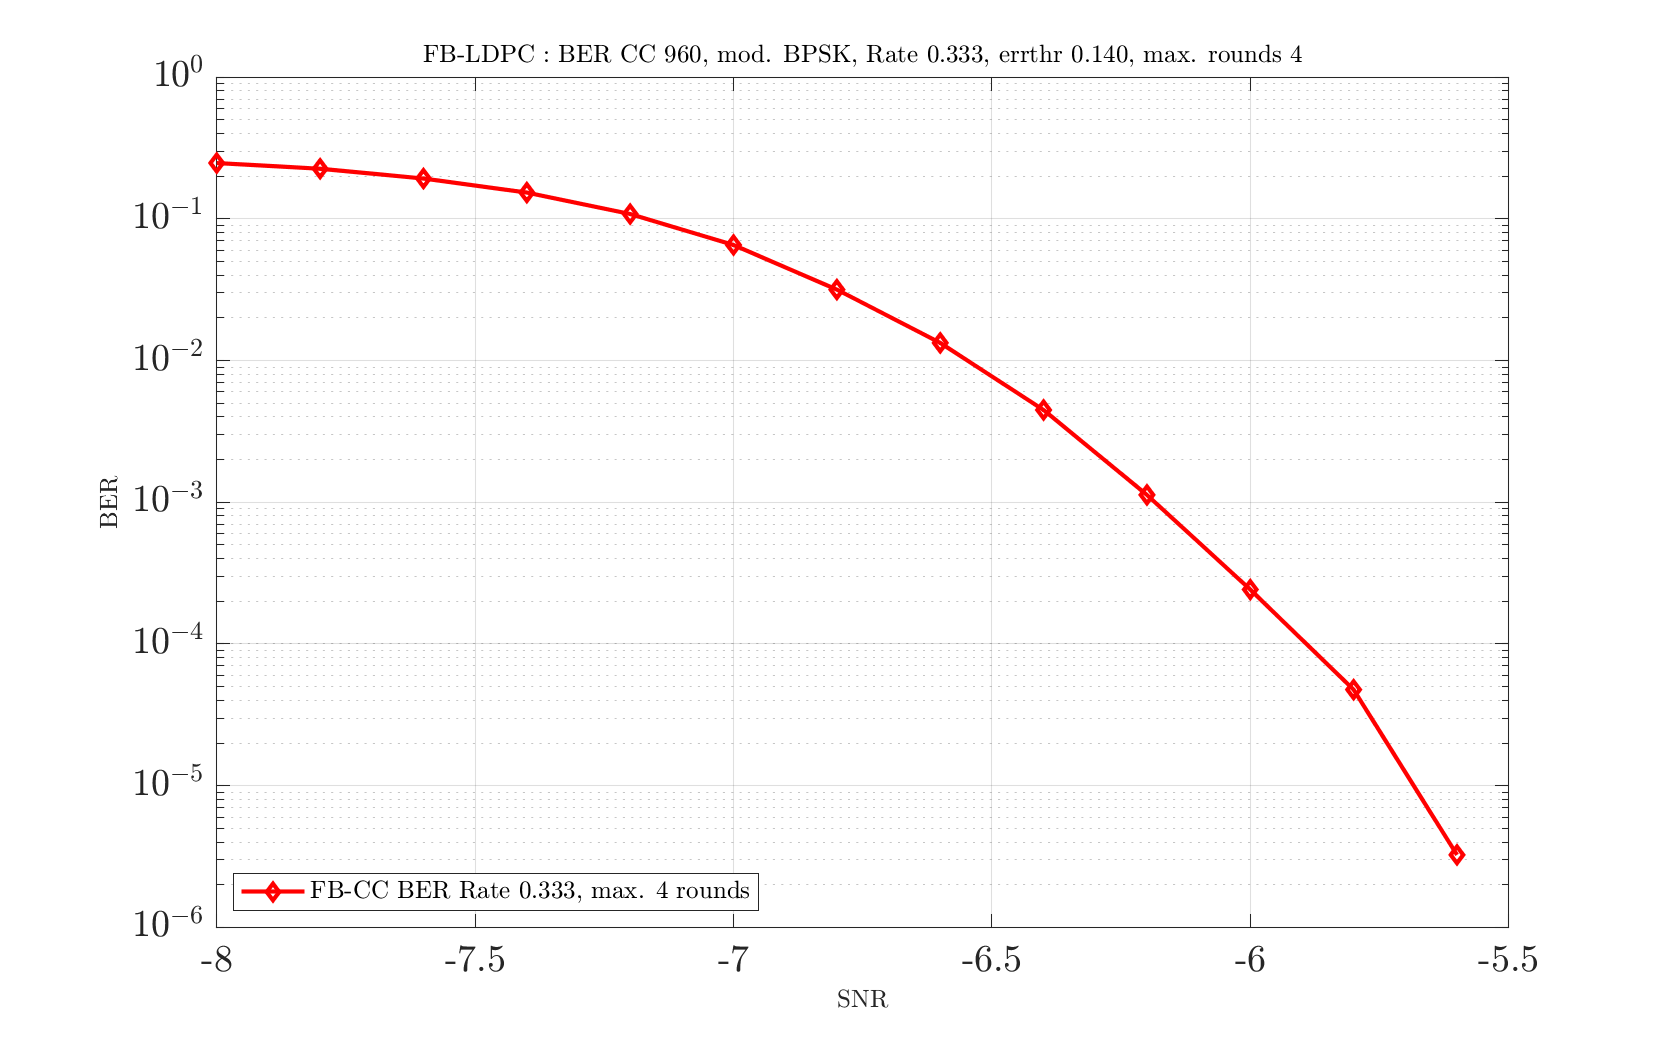 FB-LDPC : BER CC 960, mod. BPSK, Rate 0.333, errthr 0.140, max. rounds 4
10^0
10^-1
10^-2
10^-3
10^-4
10^-5
10^-6
BER
FB-CC BER Rate 0.333, max. 4 rounds
-8 -7.5 -7 -6.5 -6 -5.5
SNR